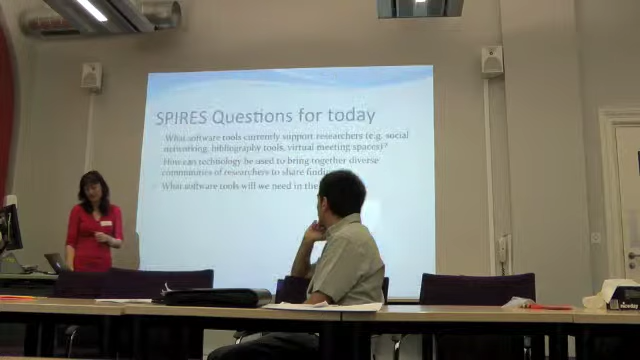 SPIRES Questions for today
What software tools currently support researchers (e.g. social
networking, bibliography tools, virtual meeting spaces)?
How can technology be used to bring together diverse
communities of researchers to share
What software tools will we need in the